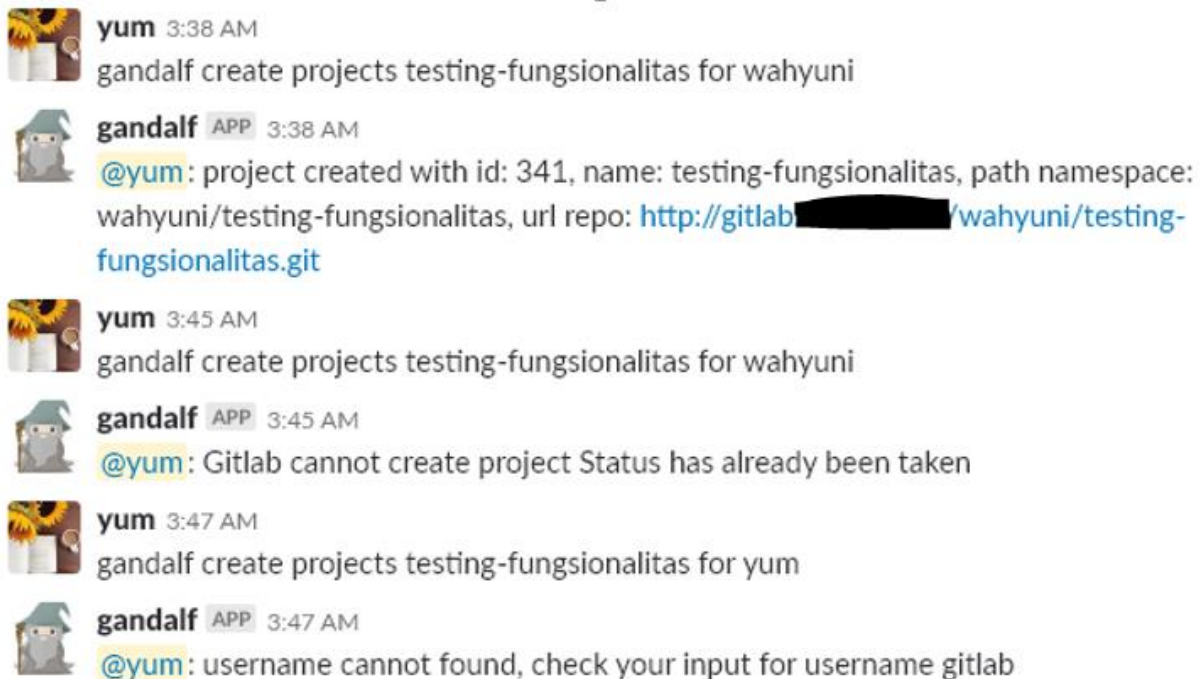 yum 3:38 AM
gandalf create projects testing-fungsionalitas for wahyuni
gandalf APP 3:38 AM
@yum: project created with id: 341, name: testing-fungsionalitas, path namespace:
wahyuni/testing-fungsionalitas, url repo: http://gitlab /wahyuni/testing-
fungsionalitas.git
yum 3:45 AM
gandalf create projects testing-fungsionalitas for wahyuni
gandalf APP 3:45 AM
@yum: Gitlab cannot create project Status has already been taken
yum 3:47 AM
gandalf create projects testing-fungsionalitas for yum
gandalf APP 3:47 AM
@yum: username cannot found, check your input for username gitlab